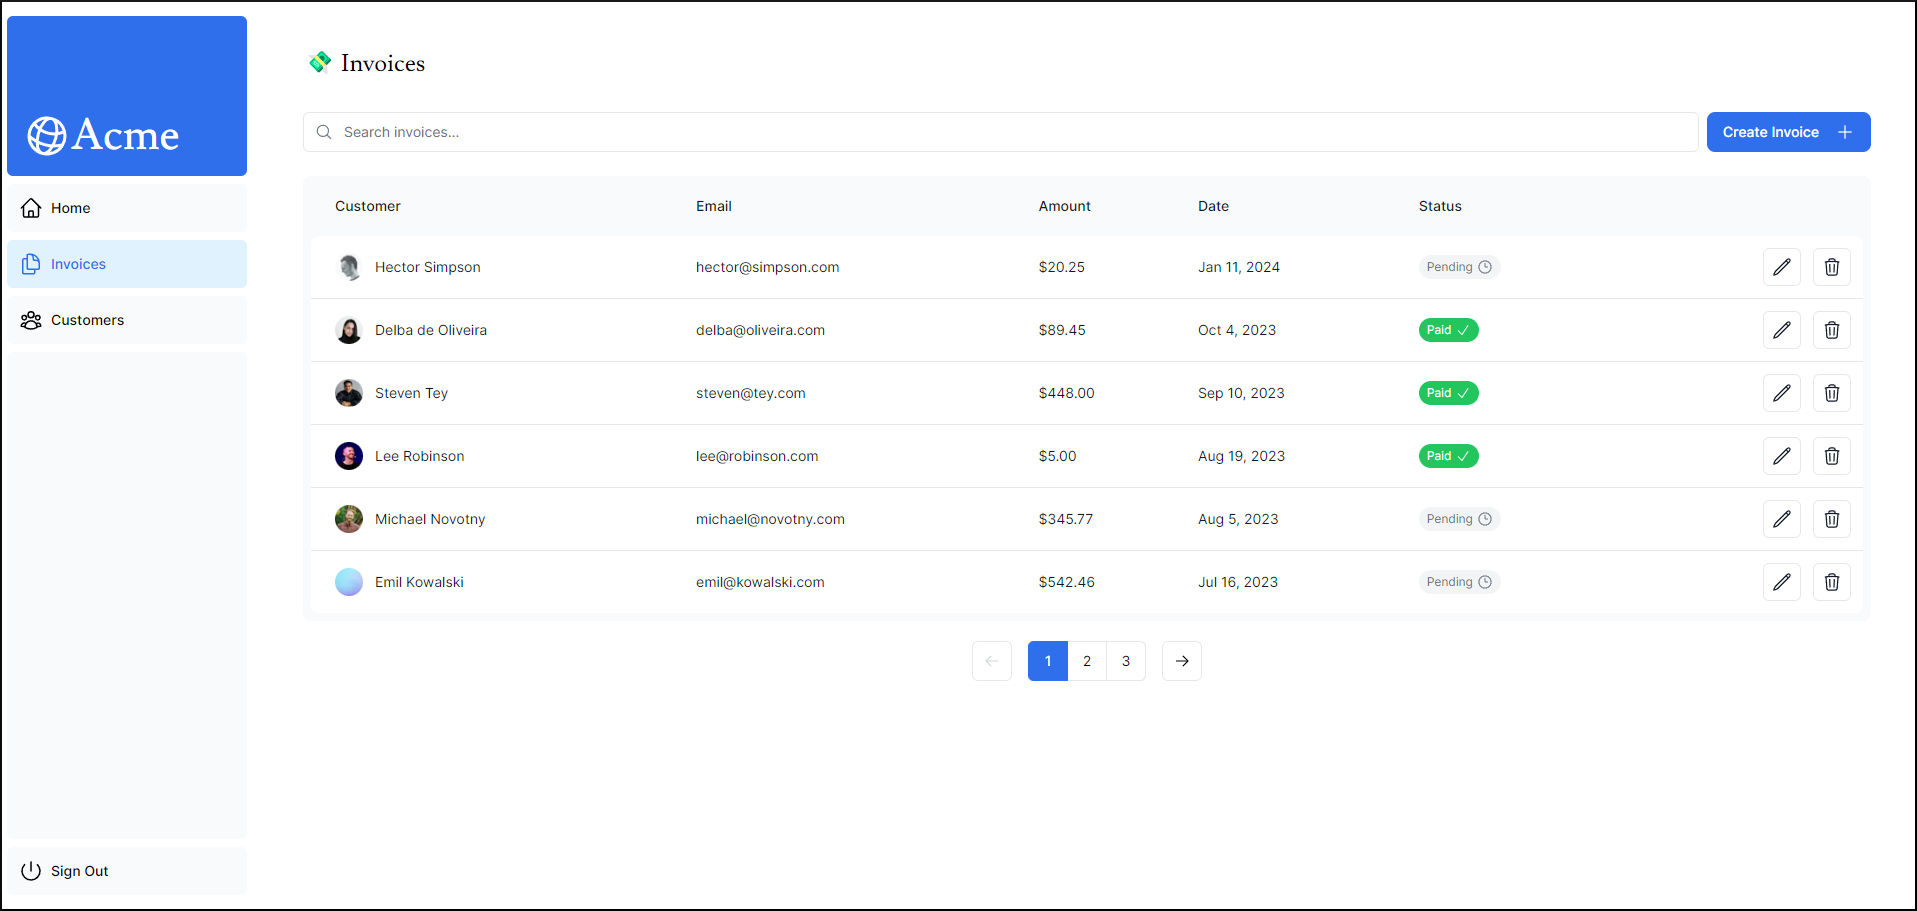 Acme
Home
Invoices
Customers
Sign Out
Invoices
Search invoices...
Create Invoice
Customer Email Amount Date Status
Hector Simpson hector@simpson.com $20.25 Jan 11, 2024 Pending
Delba de Oliveira delba@oliveira.com $89.45 Oct 4, 2023 Paid
Steven Tey steven@tey.com $448.00 Sep 10, 2023 Paid
Lee Robinson lee@robinson.com $5.00 Aug 19, 2023 Paid
Michael Novotny michael@novotny.com $345.77 Aug 5, 2023 Pending
Emil Kowalski emil@kowalski.com $542.46 Jul 16, 2023 Pending
1 2 3